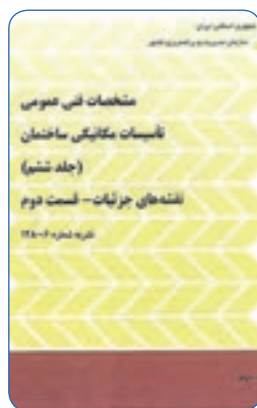 جمهوری اسلامی ایران
سازمان مدیریت و برنامه‌ریزی کشور
مشخصات فنی عمومی
تأسیسات مکانیکی ساختمان
(جلد ششم)
نقشه‌های جزئیات – قسمت دوم
نشریه شماره ۶-۱۲۸